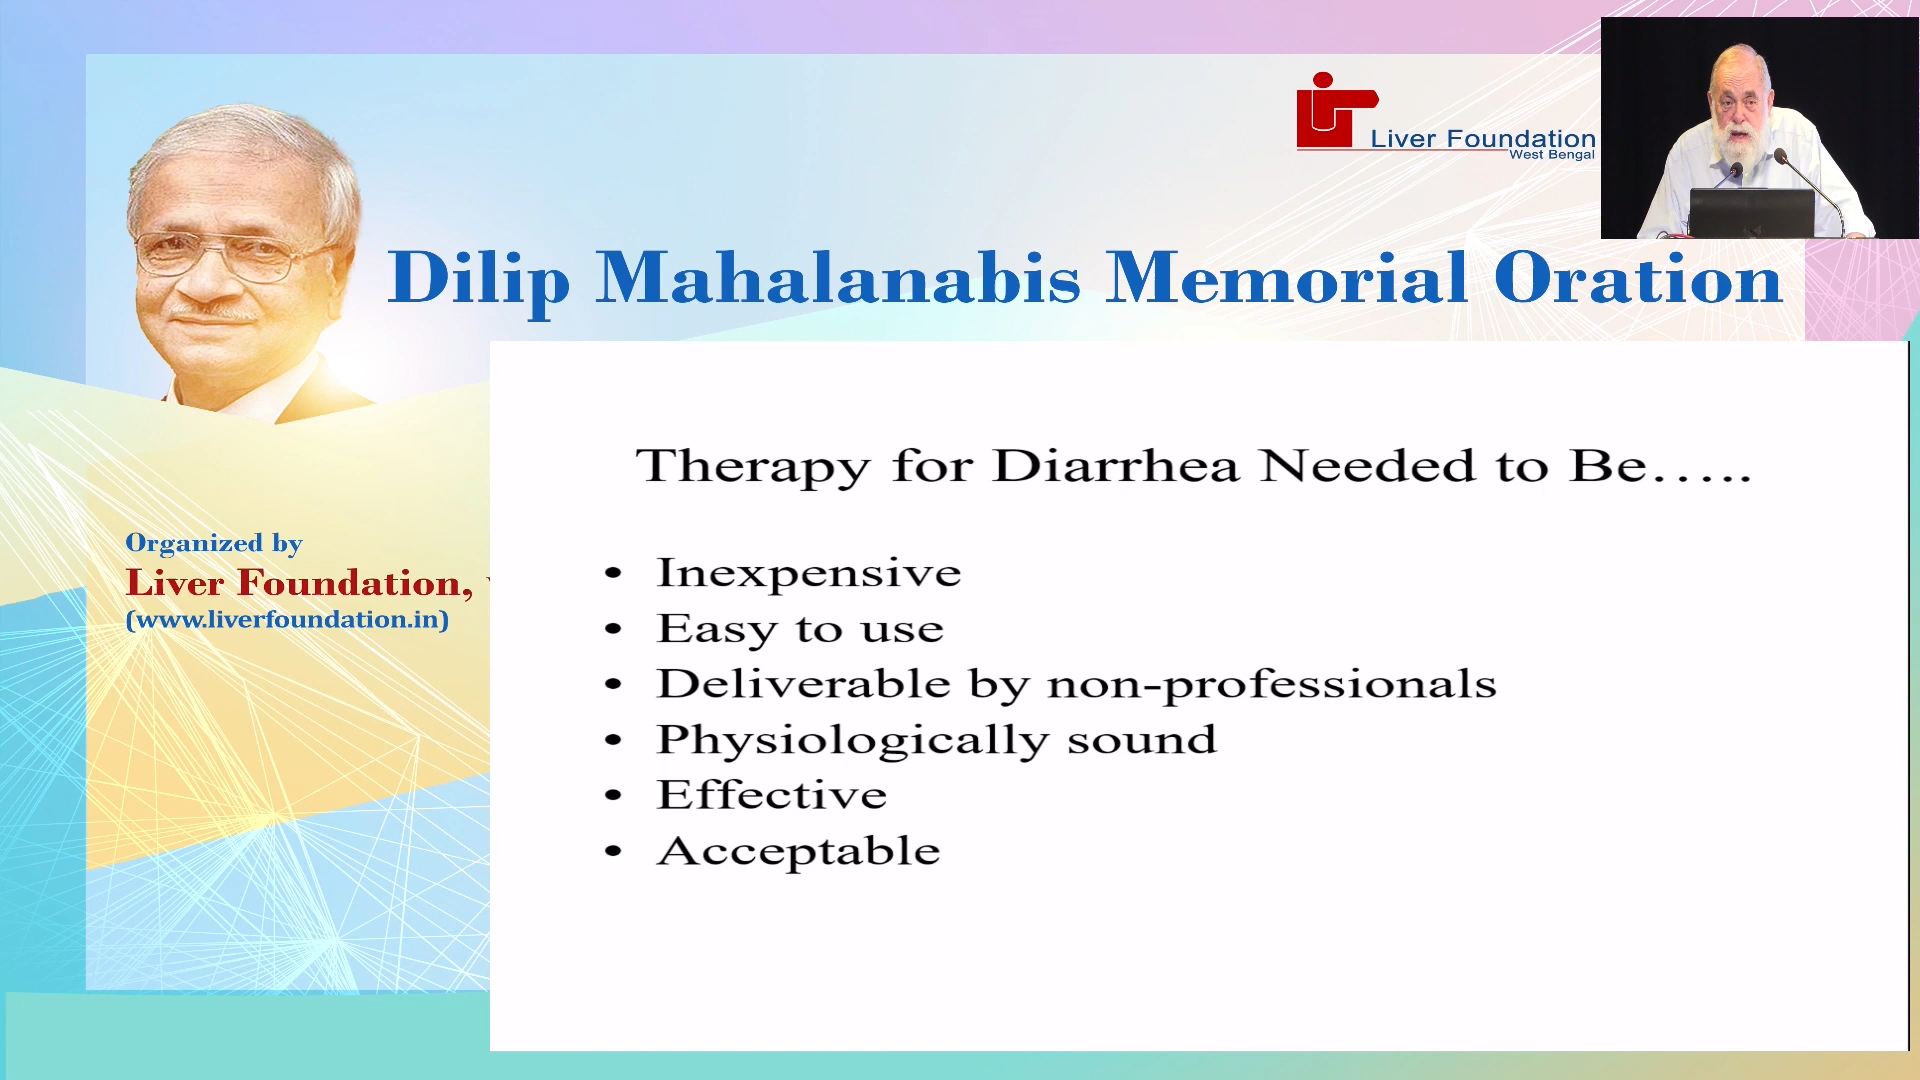 Liver Foundation
West Bengal
Dilip Mahalanabis Memorial Oration
Organized by
Liver Foundation,
(www.liverfoundation.in)
Therapy for Diarrhea Needed to Be…..
• Inexpensive
• Easy to use
• Deliverable by non-professionals
• Physiologically sound
• Effective
• Acceptable